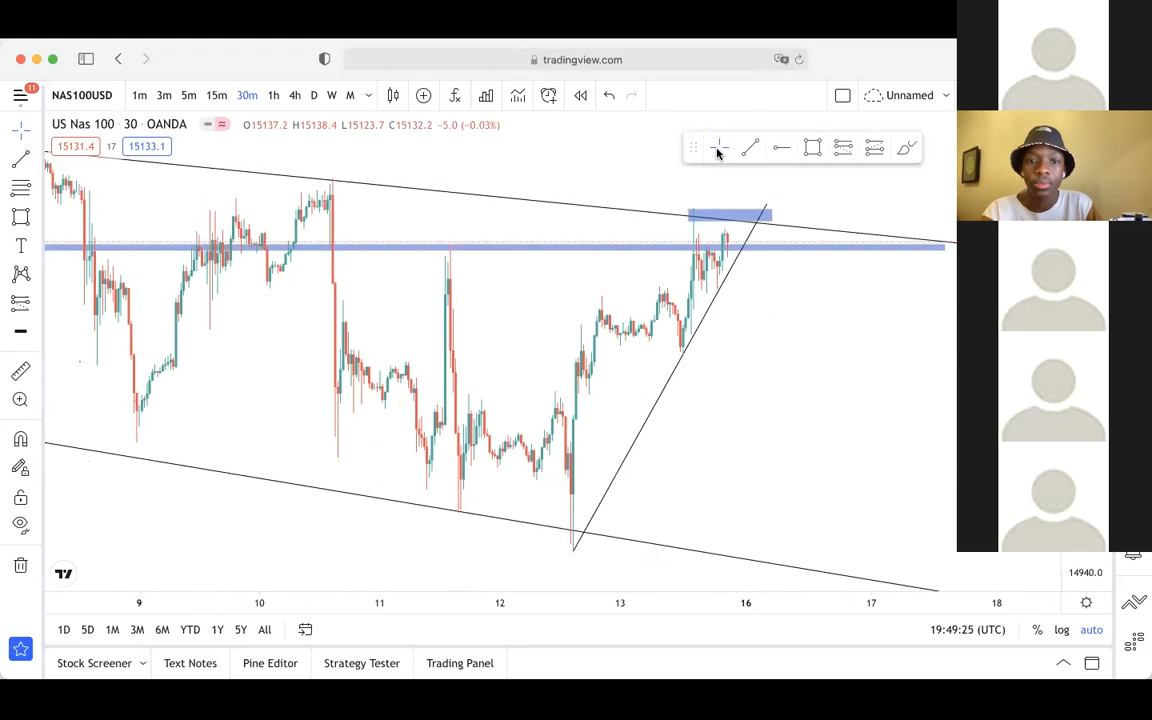 tradingview.com
11
NAS100USD 1m 3m 5m 15m 30m 1h 4h D W M Unnamed
US Nas 100 · 30 · OANDA O15137.2 H15138.4 L15123.7 C15132.2 −5.0 (−0.03%)
15131.4 17 15133.1
T
14940.0
9 10 11 12 13 16 17 18
1D 5D 1M 3M 6M YTD 1Y 5Y All 19:49:25 (UTC) % log auto
Stock Screener Text Notes Pine Editor Strategy Tester Trading Panel